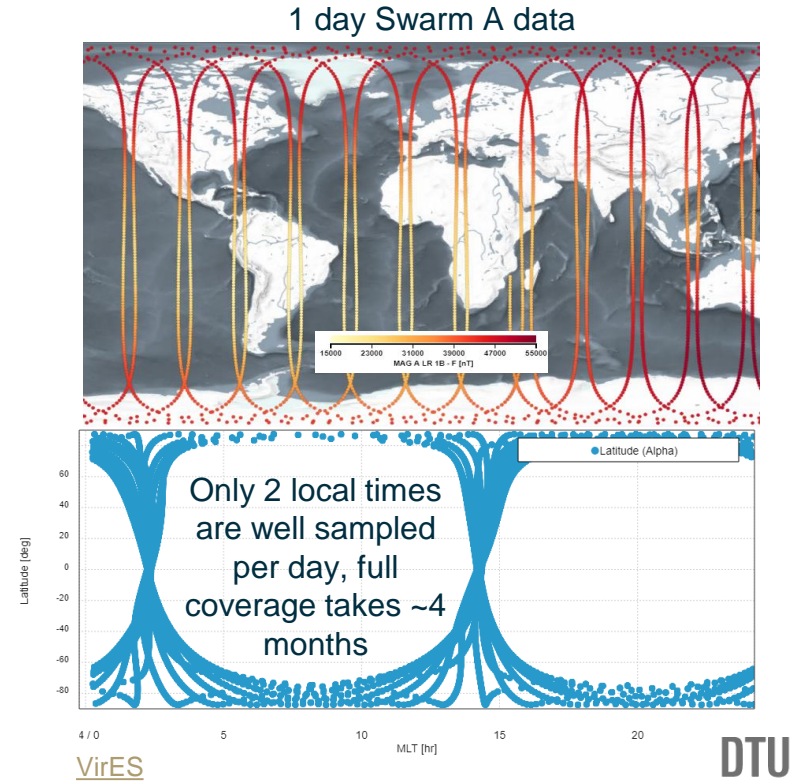 1 day Swarm A data
15000 23000 31000 39000 47000 55000
MAG A LR 1B - F [nT]
Latitude (Alpha)
Latitude [deg]
60
40
20
0
-20
-40
-60
-80
Only 2 local times
are well sampled
per day, full
coverage takes ~4
months
4 / 0 5 10 15 20
MLT [hr]
VirES
DTU